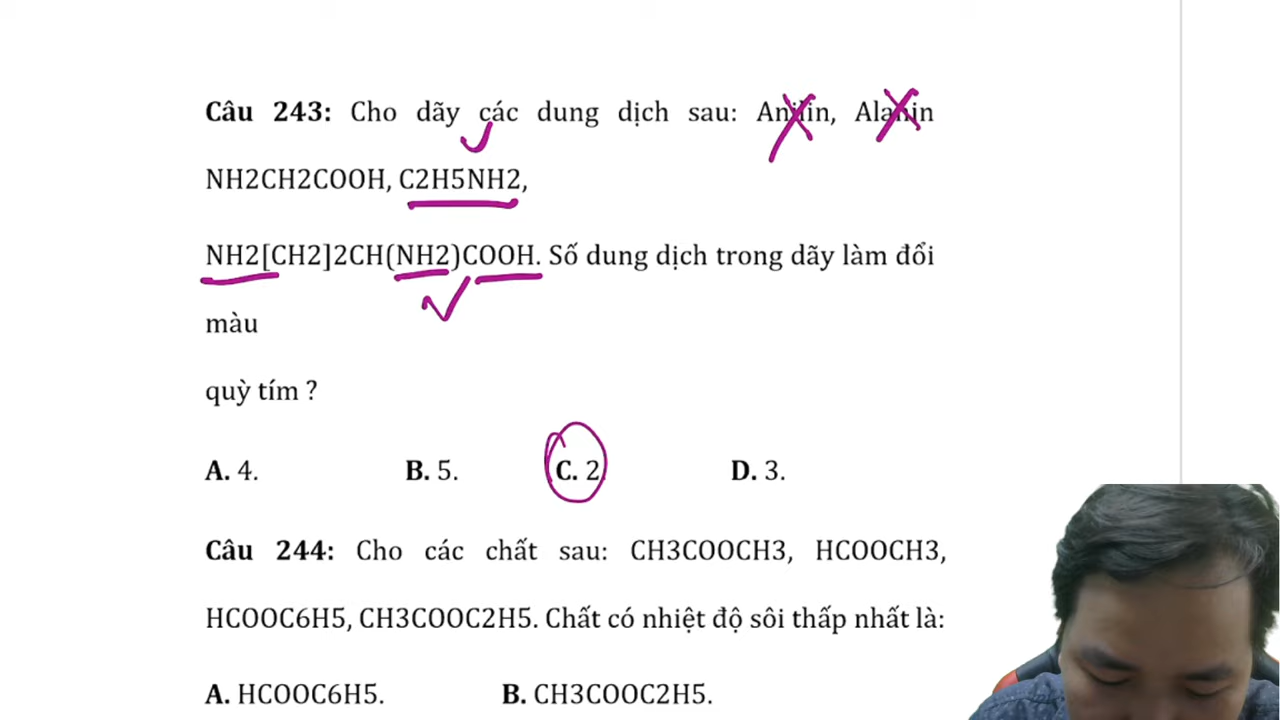 Câu 243: Cho dãy các dung dịch sau: Anilin, Alanin
NH2CH2COOH, C2H5NH2,
NH2[CH2]2CH(NH2)COOH. Số dung dịch trong dãy làm đổi
màu
quỳ tím ?
A. 4. B. 5. C. 2. D. 3.
Câu 244: Cho các chất sau: CH3COOCH3, HCOOCH3,
HCOOC6H5, CH3COOC2H5. Chất có nhiệt độ sôi thấp nhất là:
A. HCOOC6H5. B. CH3COOC2H5.